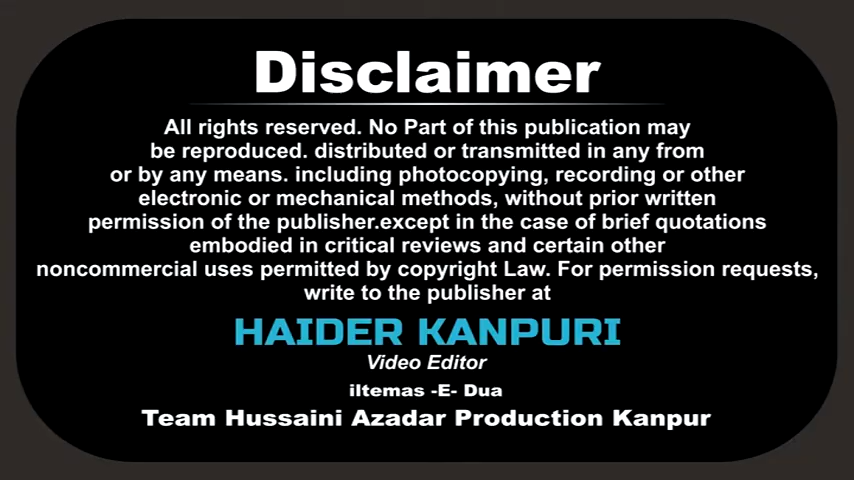 Disclaimer
All rights reserved. No Part of this publication may
be reproduced. distributed or transmitted in any from
or by any means. including photocopying, recording or other
electronic or mechanical methods, without prior written
permission of the publisher.except in the case of brief quotations
embodied in critical reviews and certain other
noncommercial uses permitted by copyright Law. For permission requests,
write to the publisher at
HAIDER KANPURI
Video Editor
iltemas -E- Dua
Team Hussaini Azadar Production Kanpur